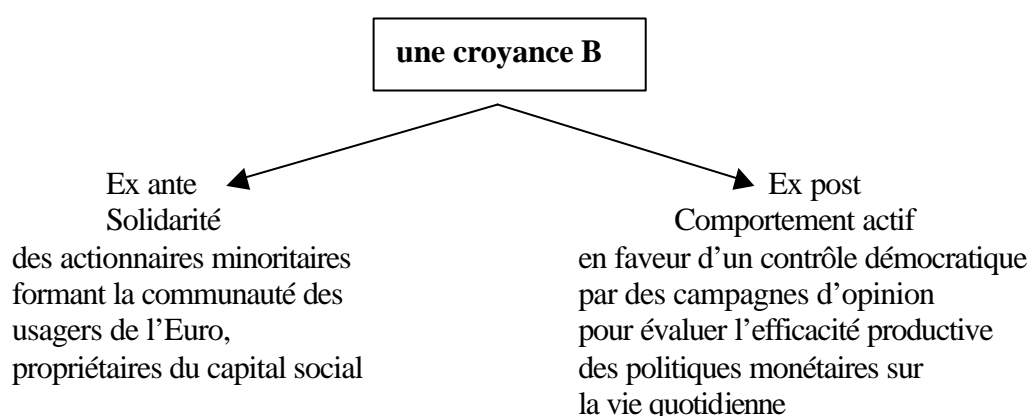 une croyance B
Ex ante
Solidarité
des actionnaires minoritaires
formant la communauté des
usagers de l’Euro,
propriétaires du capital social
Ex post
Comportement actif
en faveur d’un contrôle démocratique
par des campagnes d’opinion
pour évaluer l’efficacité productive
des politiques monétaires sur
la vie quotidienne